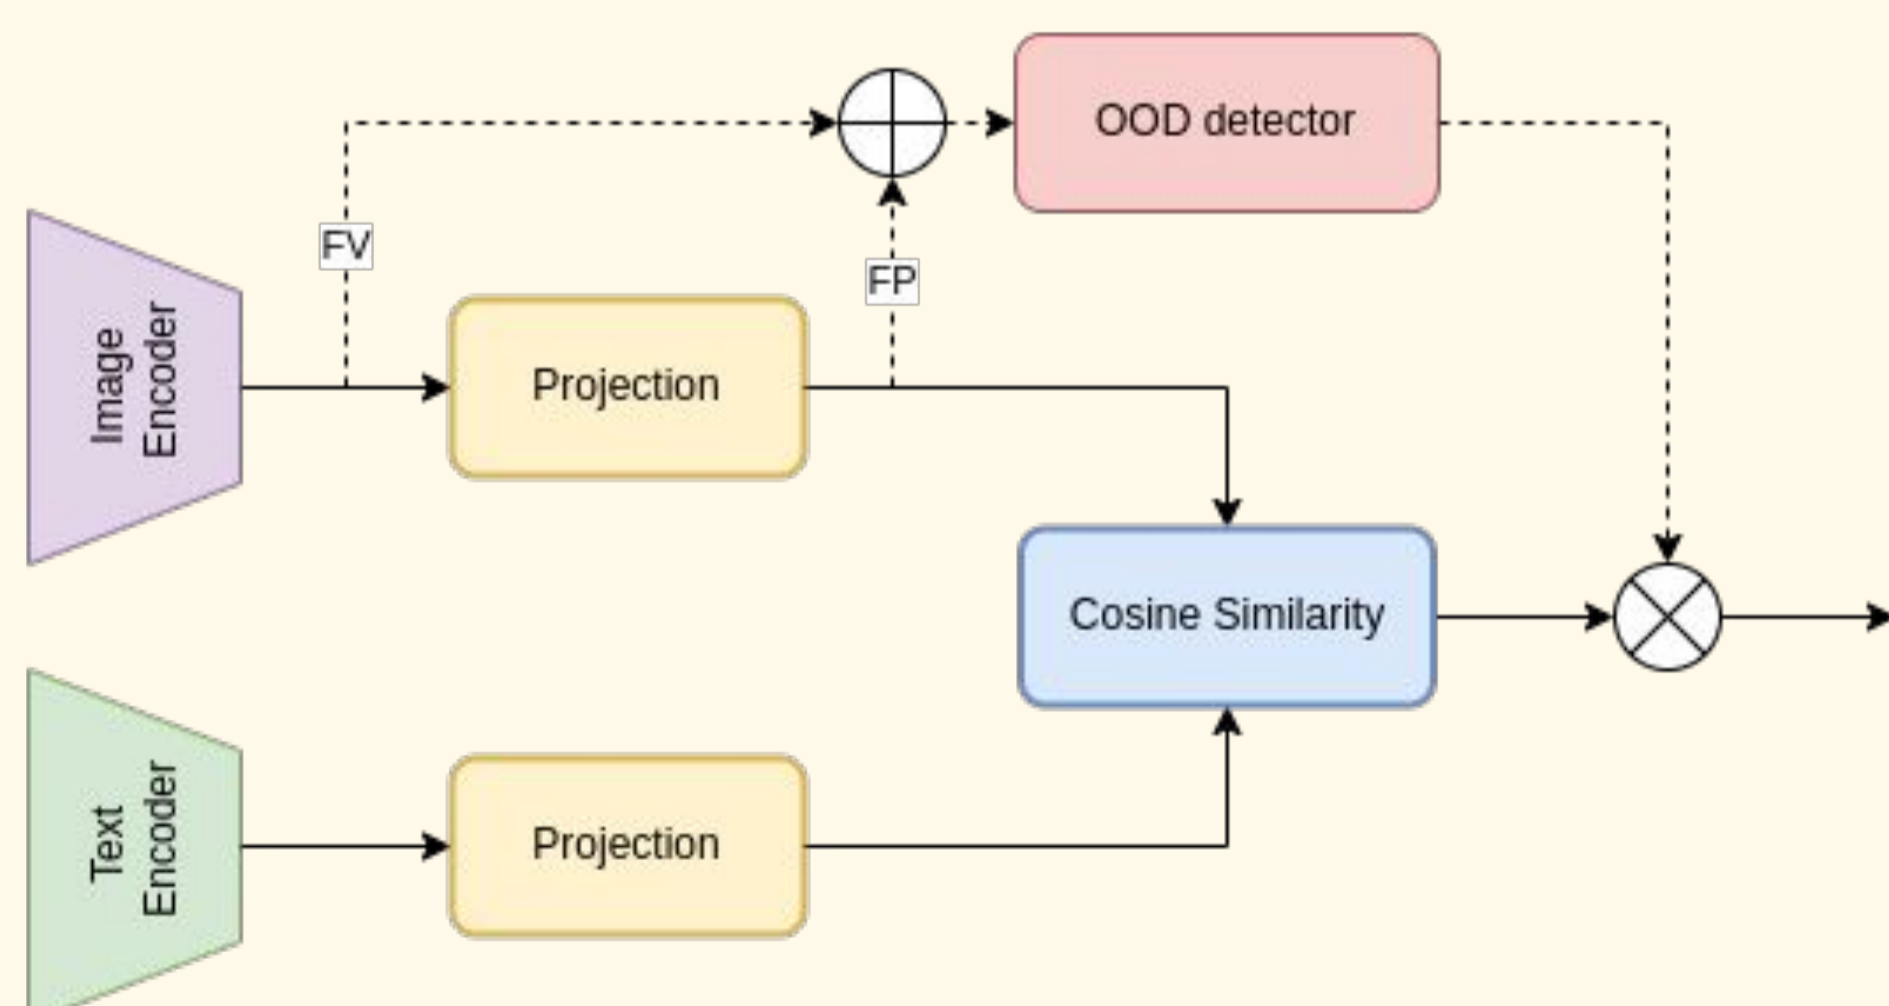 OOD detector
FV
FP
Image
Encoder
Projection
Cosine Similarity
Text
Encoder
Projection